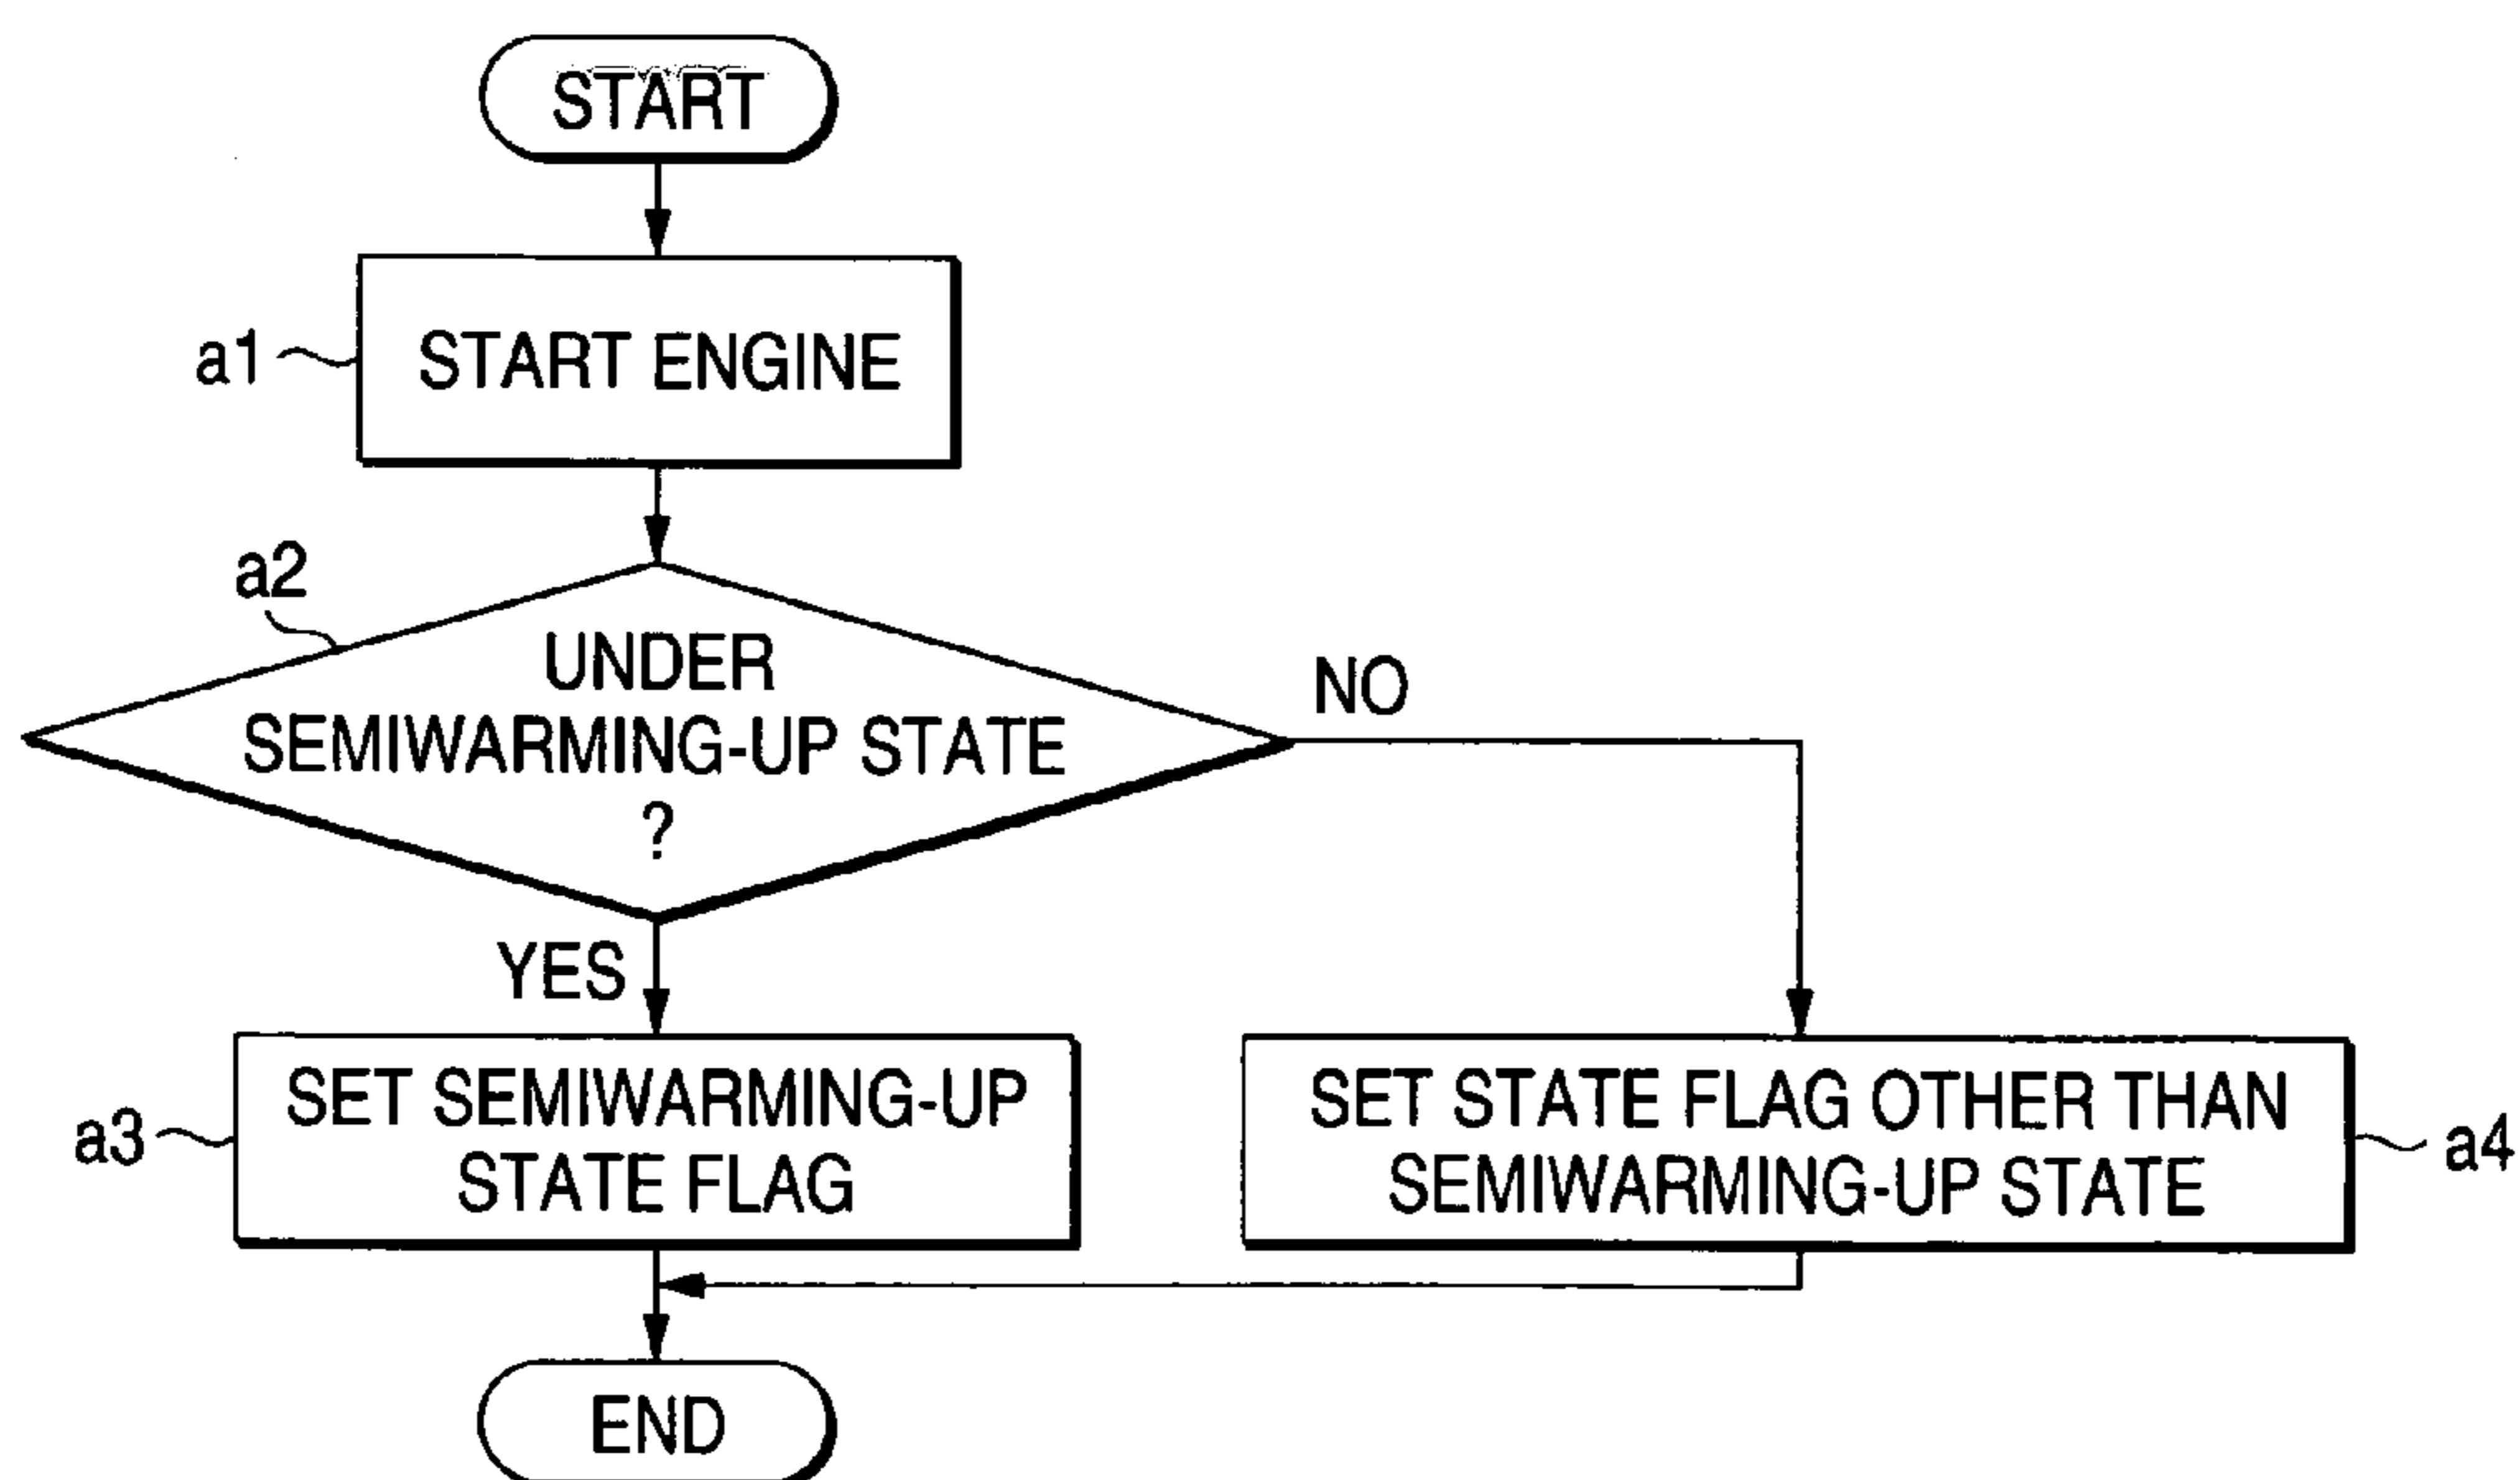 START
a1
START ENGINE
a2
UNDER
SEMIWARMING-UP STATE
?
NO
YES
a3
SET SEMIWARMING-UP
STATE FLAG
SET STATE FLAG OTHER THAN
SEMIWARMING-UP STATE
a4
END